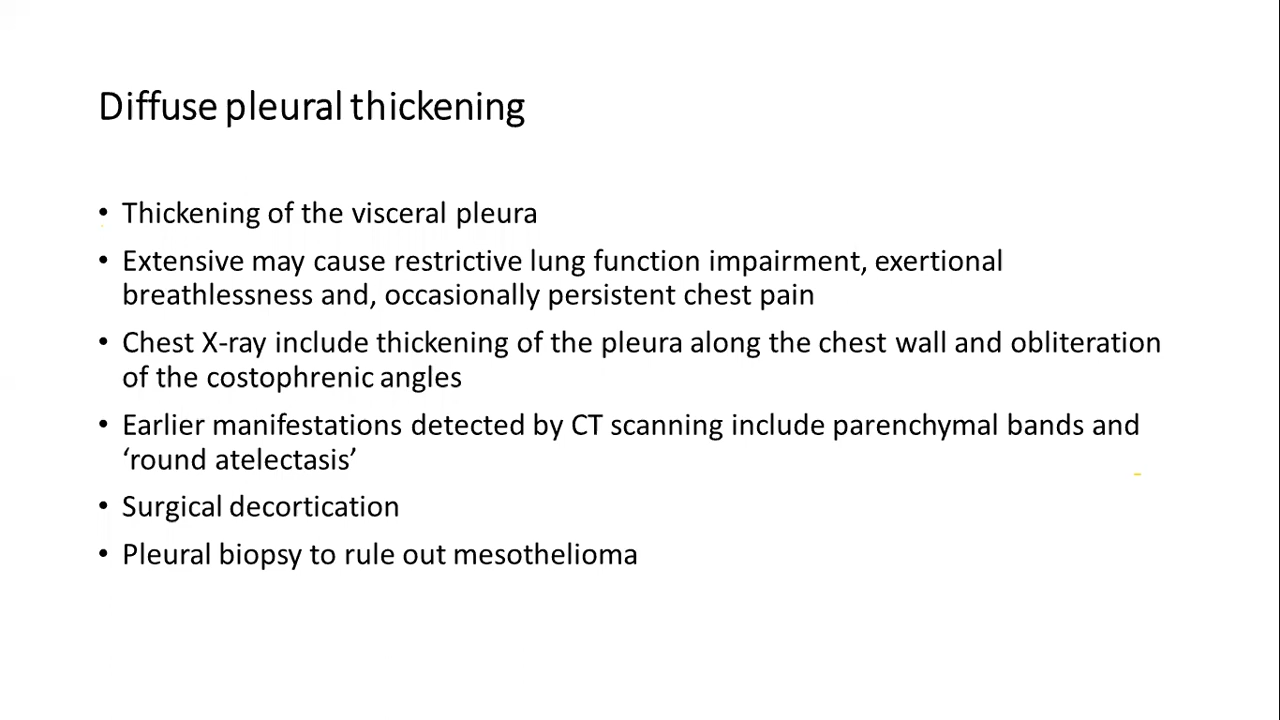 Diffuse pleural thickening
• Thickening of the visceral pleura
• Extensive may cause restrictive lung function impairment, exertional
breathlessness and, occasionally persistent chest pain
• Chest X-ray include thickening of the pleura along the chest wall and obliteration
of the costophrenic angles
• Earlier manifestations detected by CT scanning include parenchymal bands and
‘round atelectasis’
• Surgical decortication
• Pleural biopsy to rule out mesothelioma